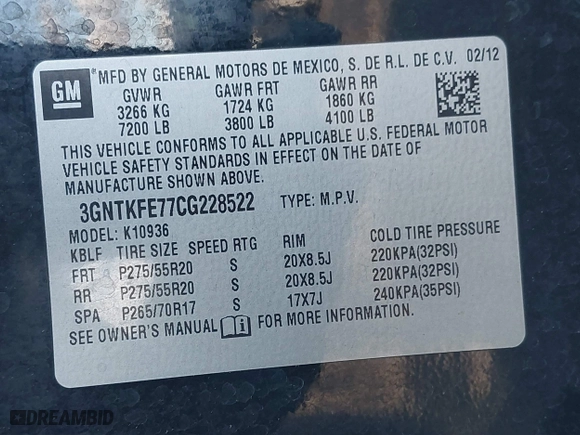 GM
*MFD BY GENERAL MOTORS DE MEXICO, S. DE R.L. DE C.V. 02/12
GVWR GAWR FRT GAWR RR
3266 KG 1724 KG 1860 KG
7200 LB 3800 LB 4100 LB
THIS VEHICLE CONFORMS TO ALL APPLICABLE U.S. FEDERAL MOTOR
VEHICLE SAFETY STANDARDS IN EFFECT ON THE DATE OF
MANUFACTURE SHOWN ABOVE.
3GNTKFE77CG228522 TYPE: M.P.V.
MODEL: K10936
KBLF TIRE SIZE SPEED RTG RIM COLD TIRE PRESSURE
FRT P275/55R20 S 20X8.5J 220KPA(32PSI)
RR P275/55R20 S 20X8.5J 220KPA(32PSI)
SPA P265/70R17 S 17X7J 240KPA(35PSI)
SEE OWNER'S MANUAL FOR MORE INFORMATION.
DREAMBID